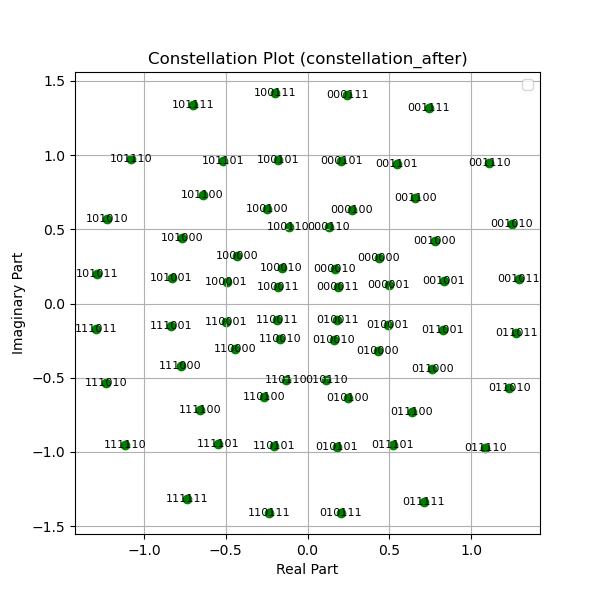 Constellation Plot (constellation_after)
1.5
1.0
0.5
0.0
−0.5
−1.0
−1.5
Imaginary Part
100111 000111
101111 001111
101110 101101 100101 000101 001101 001110
101100 001100
100100 000100
101010 100110 000110 001010
101000 001000
100000 000000
100010 000010
101011 101001 100001 000001 001001 001011
100011 000011
110011 010011
111011 111001 110001 010001 011001 011011
110010 010010
110000 010000
111000 011000
111010 110110 010110 011010
110100 010100
111100 011100
111110 111101 110101 010101 011101 011110
111111 011111
110111 010111
−1.0 −0.5 0.0 0.5 1.0
Real Part